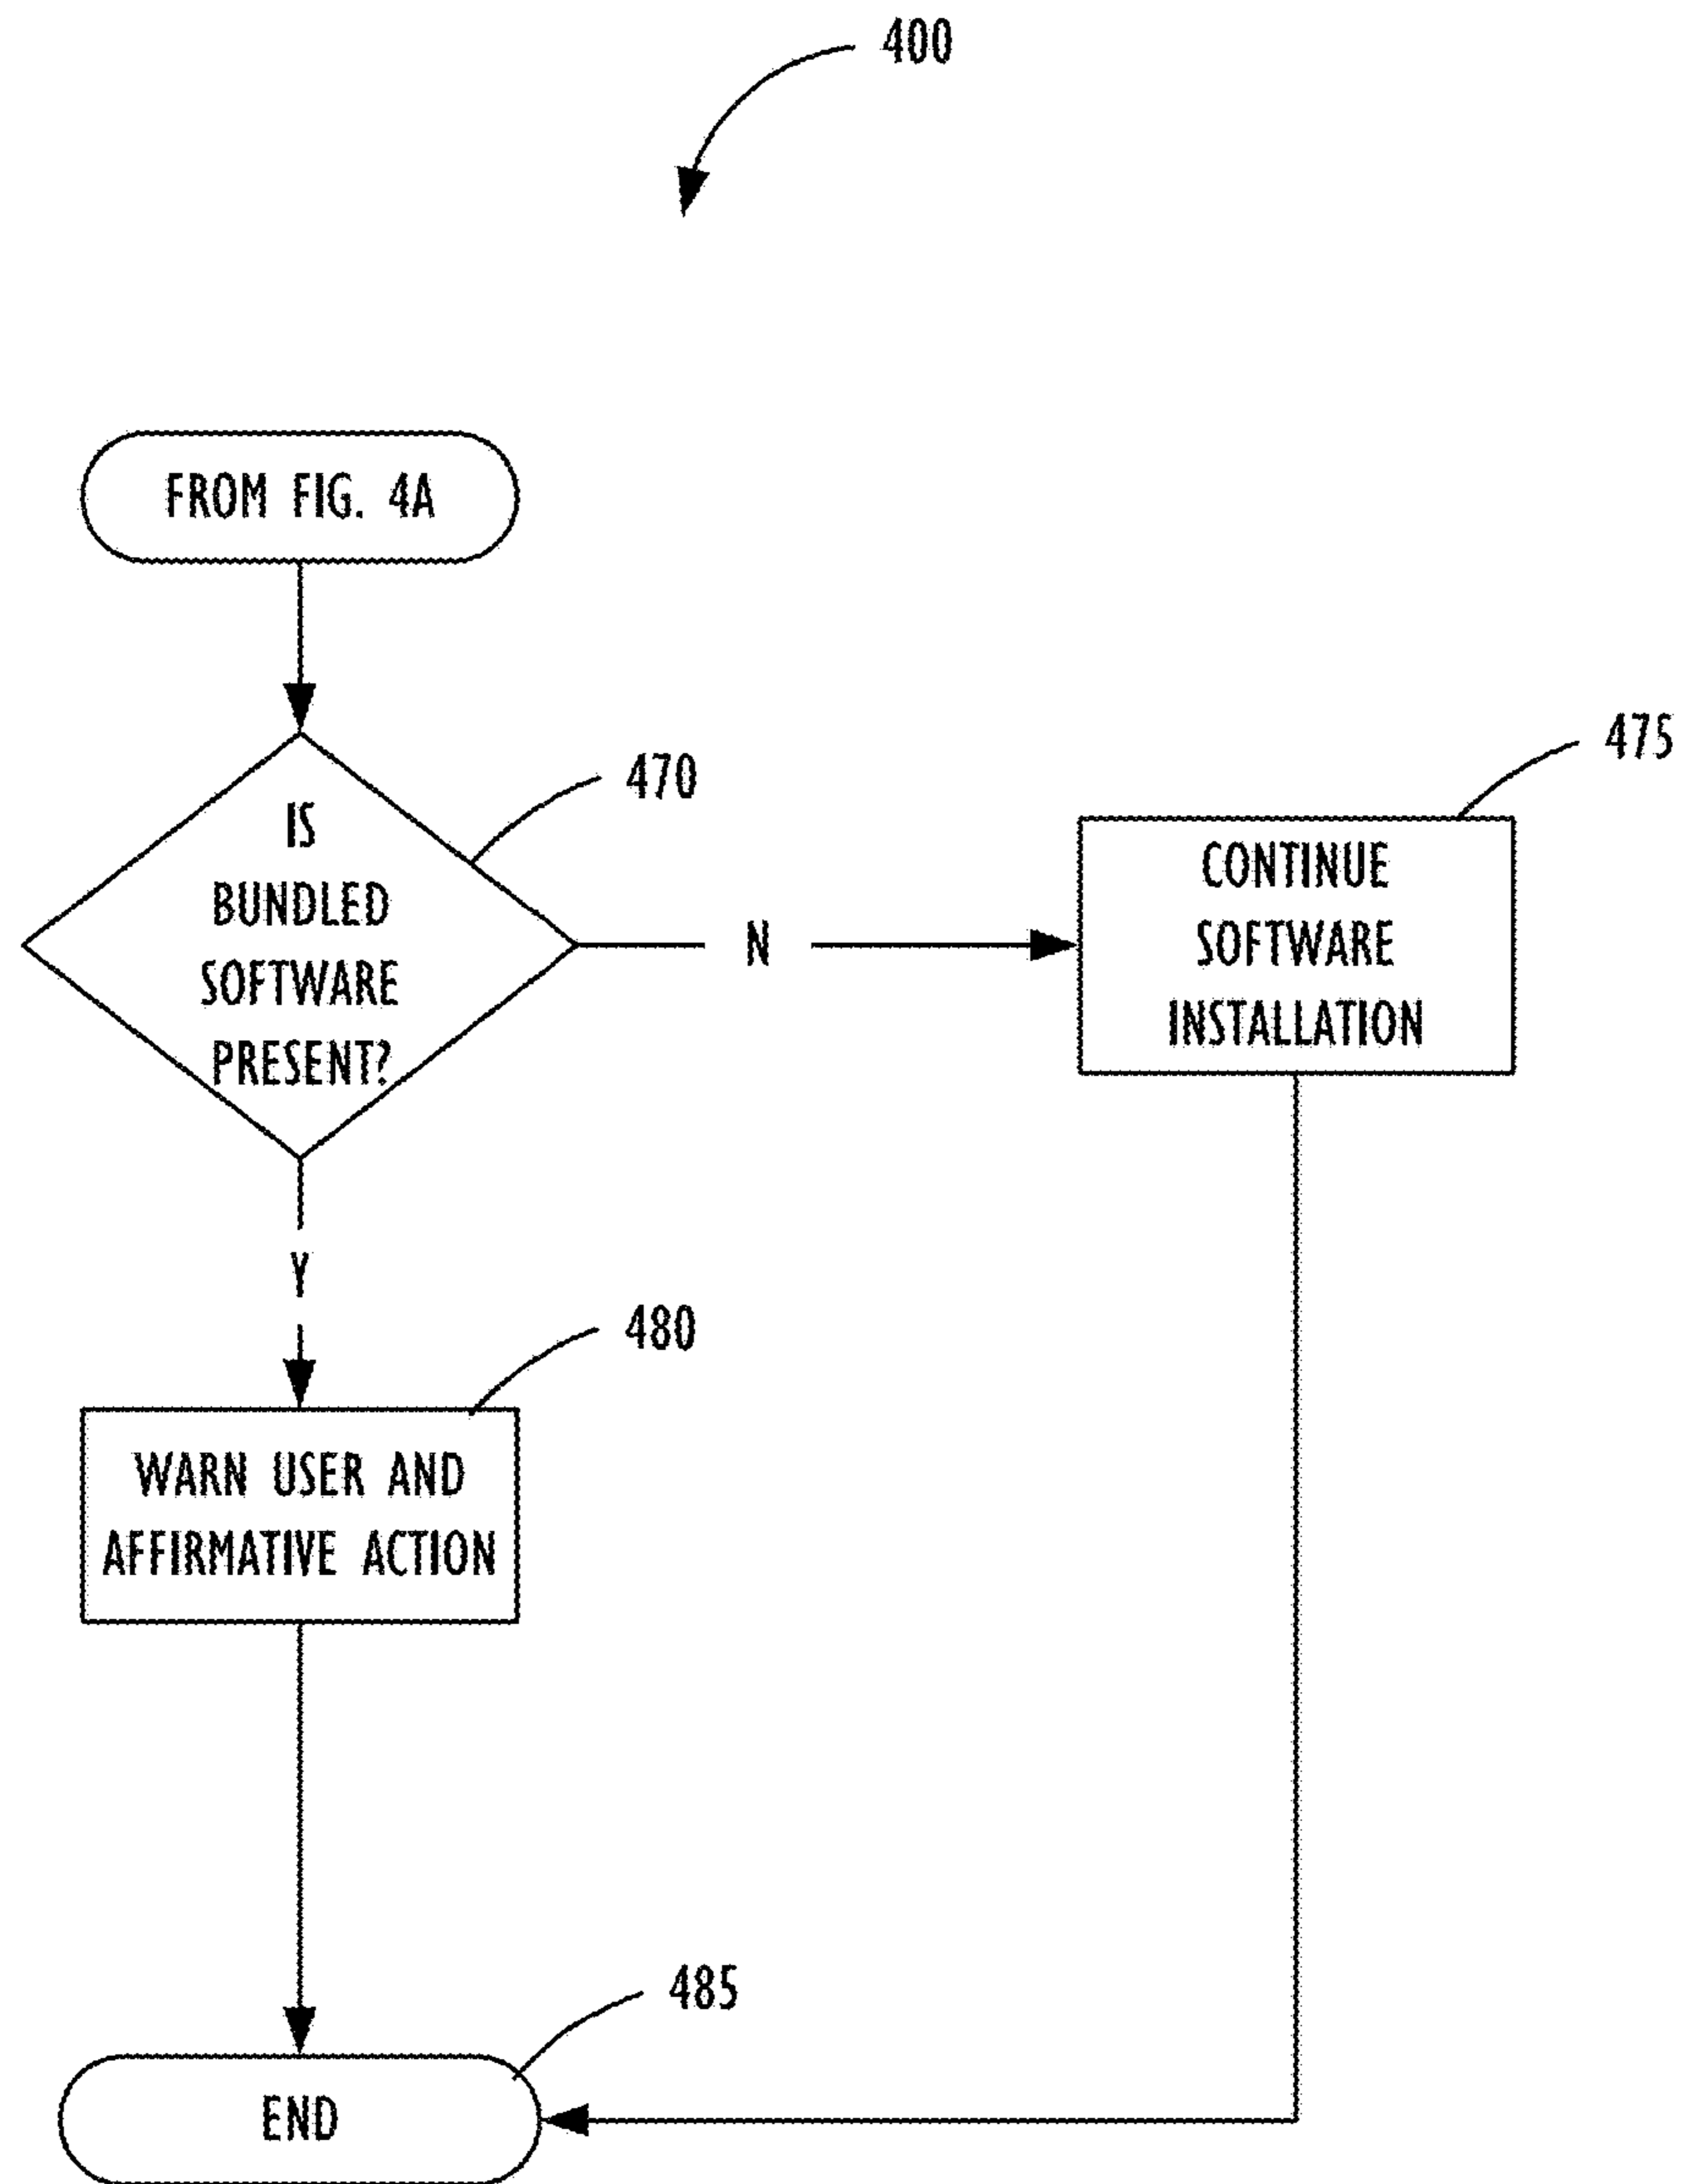 400
FROM FIG. 4A
470
IS
BUNDLED
SOFTWARE
PRESENT?
N
475
CONTINUE
SOFTWARE
INSTALLATION
Y
480
WARN USER AND
AFFIRMATIVE ACTION
485
END